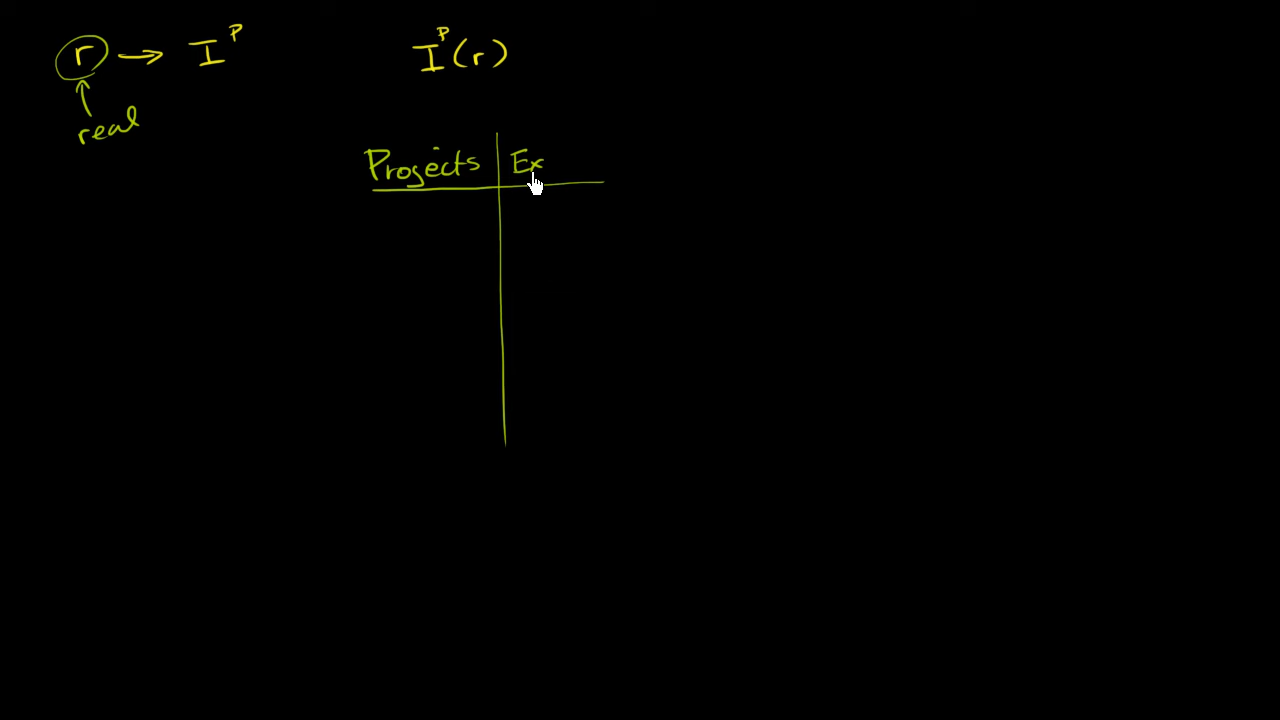 r → I^P
I^P(r)
real
Projects | Ex